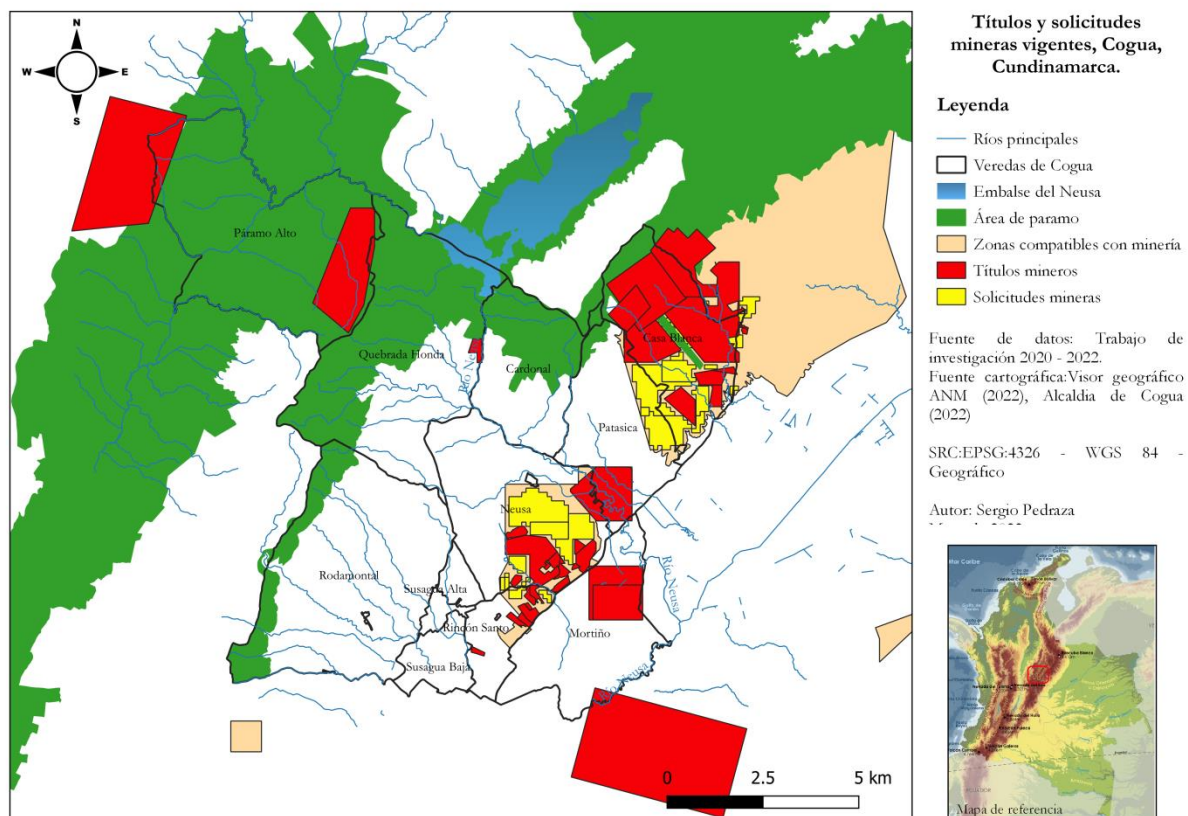 Títulos y solicitudes
mineras vigentes, Cogua,
Cundinamarca.
Leyenda
Ríos principales
Veredas de Cogua
Embalse del Neusa
Área de paramo
Zonas compatibles con minería
Títulos mineros
Solicitudes mineras
Fuente de datos: Trabajo de
investigación 2020 - 2022.
Fuente cartográfica:Visor geográfico
ANM (2022), Alcaldia de Cogua
(2022)
SRC:EPSG:4326 - WGS 84 -
Geográfico
Autor: Sergio Pedraza
Mapa de referencia
N
W E
S
Páramo Alto
Casa Blanca
Quebrada Honda
Río
Cardonal
Patasica
Neusa
Río Neusa
Rodamontal
Susagua Alta
Rincón Santo
Mortiño
Susagua Baja
Río Neusa
0 2.5 5 km